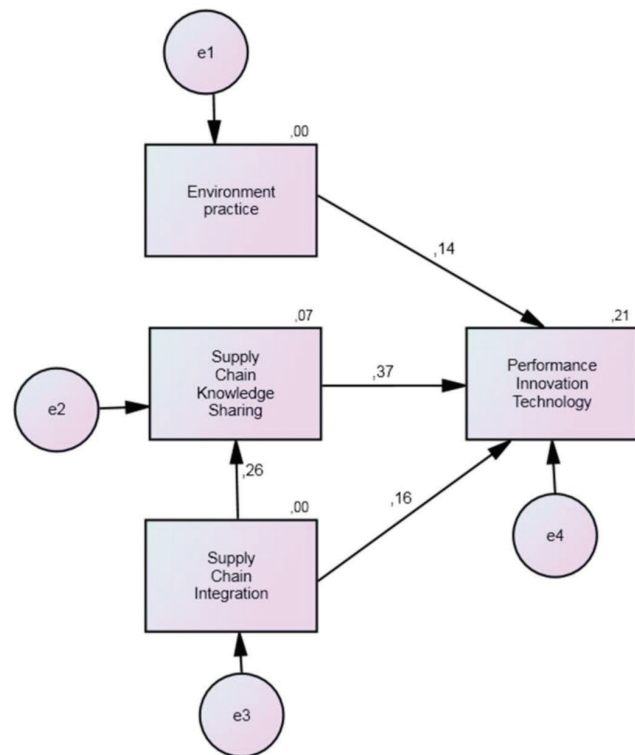 e1
,00
Environment
practice
,14
,07
,21
Supply
Chain
Knowledge
Sharing
,37
Performance
Innovation
Technology
e2
,26
,00
,16
Supply
Chain
Integration
e4
e3